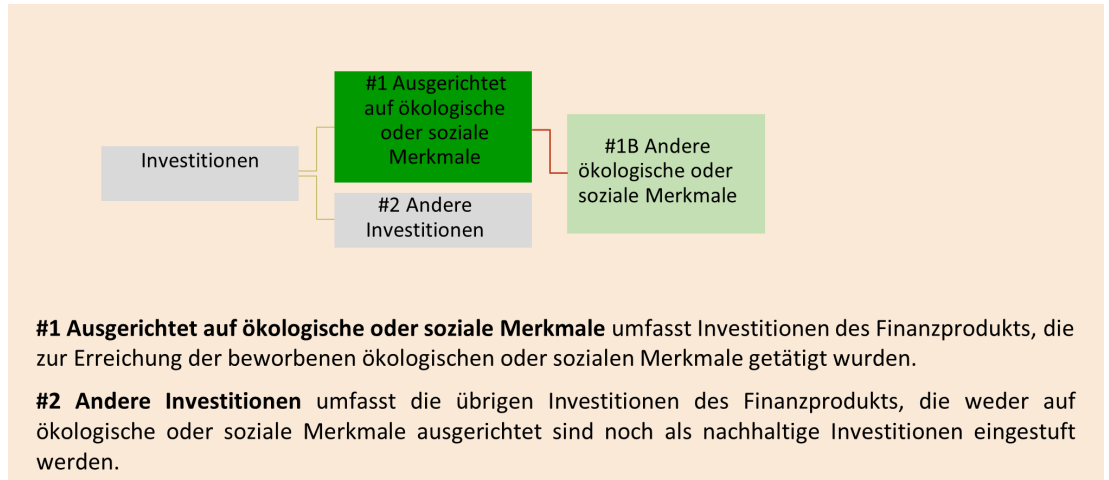 #1 Ausgerichtet
auf ökologische
oder soziale
Merkmale
Investitionen
#2 Andere
Investitionen
#1B Andere
ökologische oder
soziale Merkmale
#1 Ausgerichtet auf ökologische oder soziale Merkmale umfasst Investitionen des Finanzprodukts, die
zur Erreichung der beworbenen ökologischen oder sozialen Merkmale getätigt wurden.
#2 Andere Investitionen umfasst die übrigen Investitionen des Finanzprodukts, die weder auf
ökologische oder soziale Merkmale ausgerichtet sind noch als nachhaltige Investitionen eingestuft
werden.